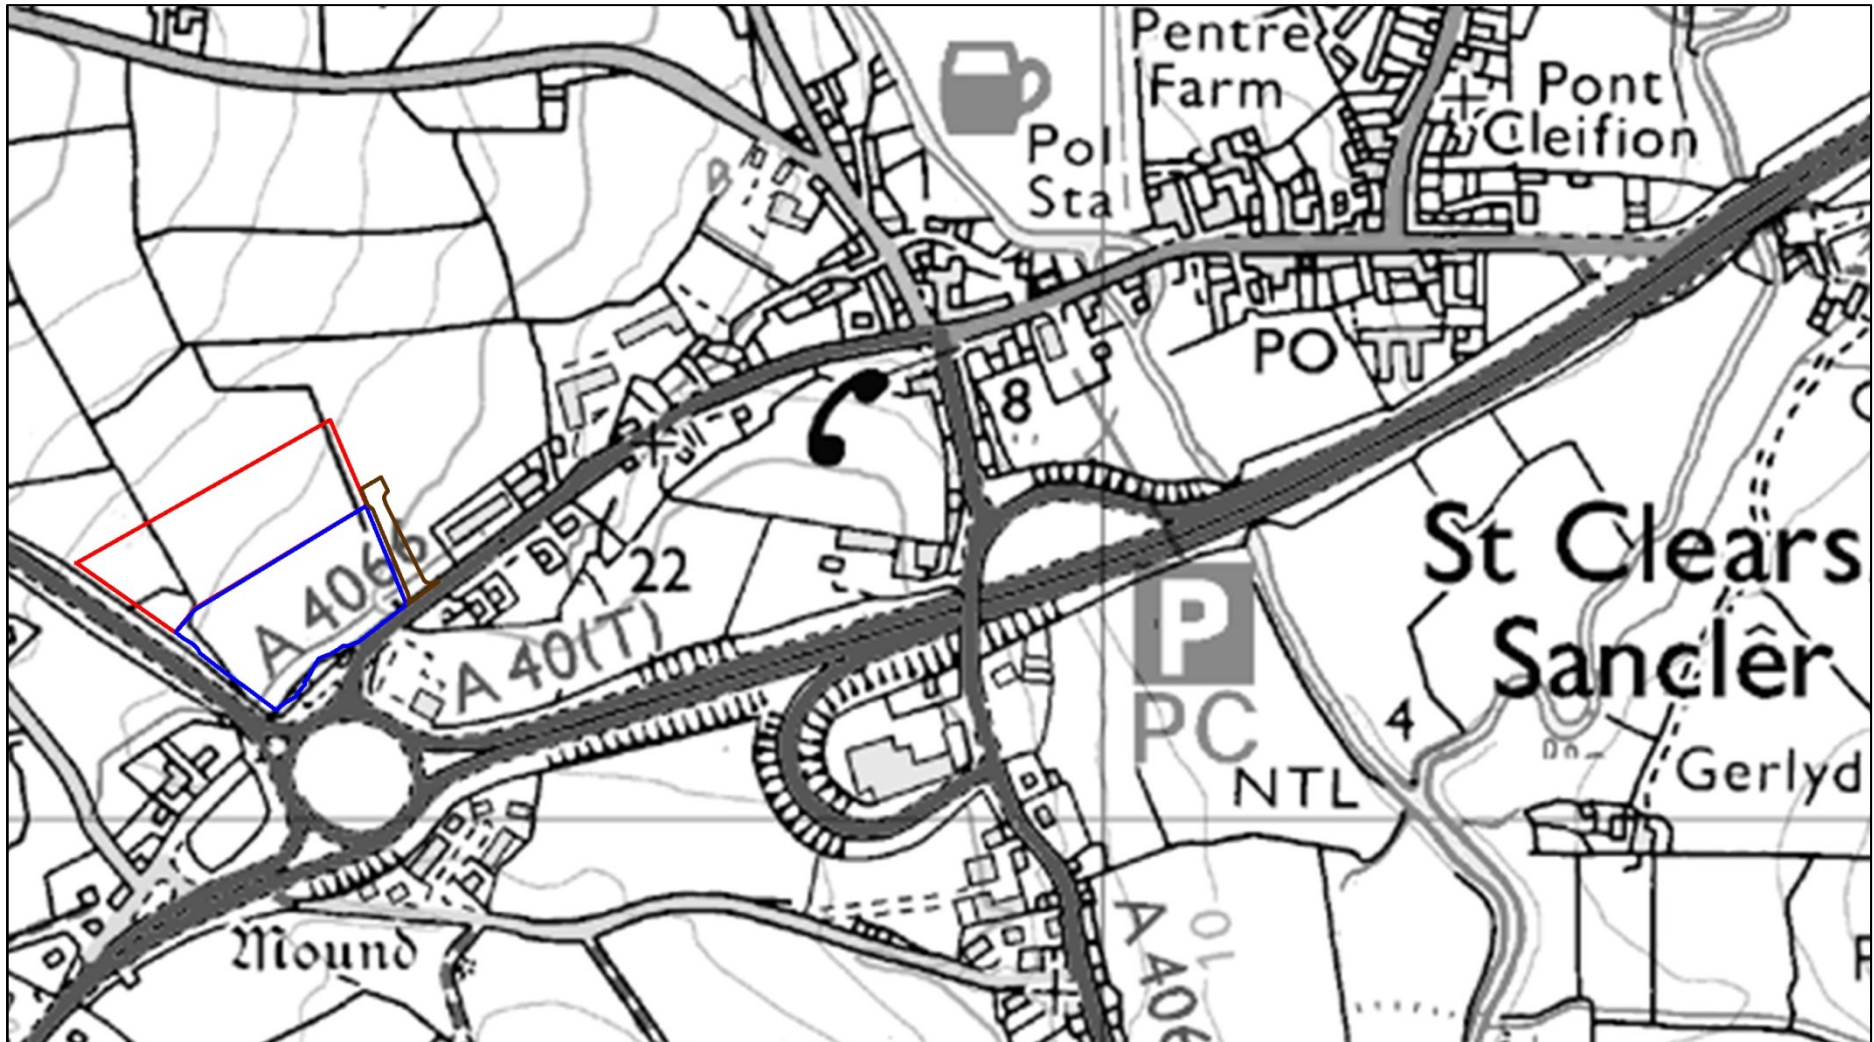 Pentre
Farm
Pont
Cleifion
Pol
Sta
PO
8
22
A 4066
A 40(T)
St Clears
Sanclêr
P
PC
4
NTL
Gerlyd
Mound
10
A 406